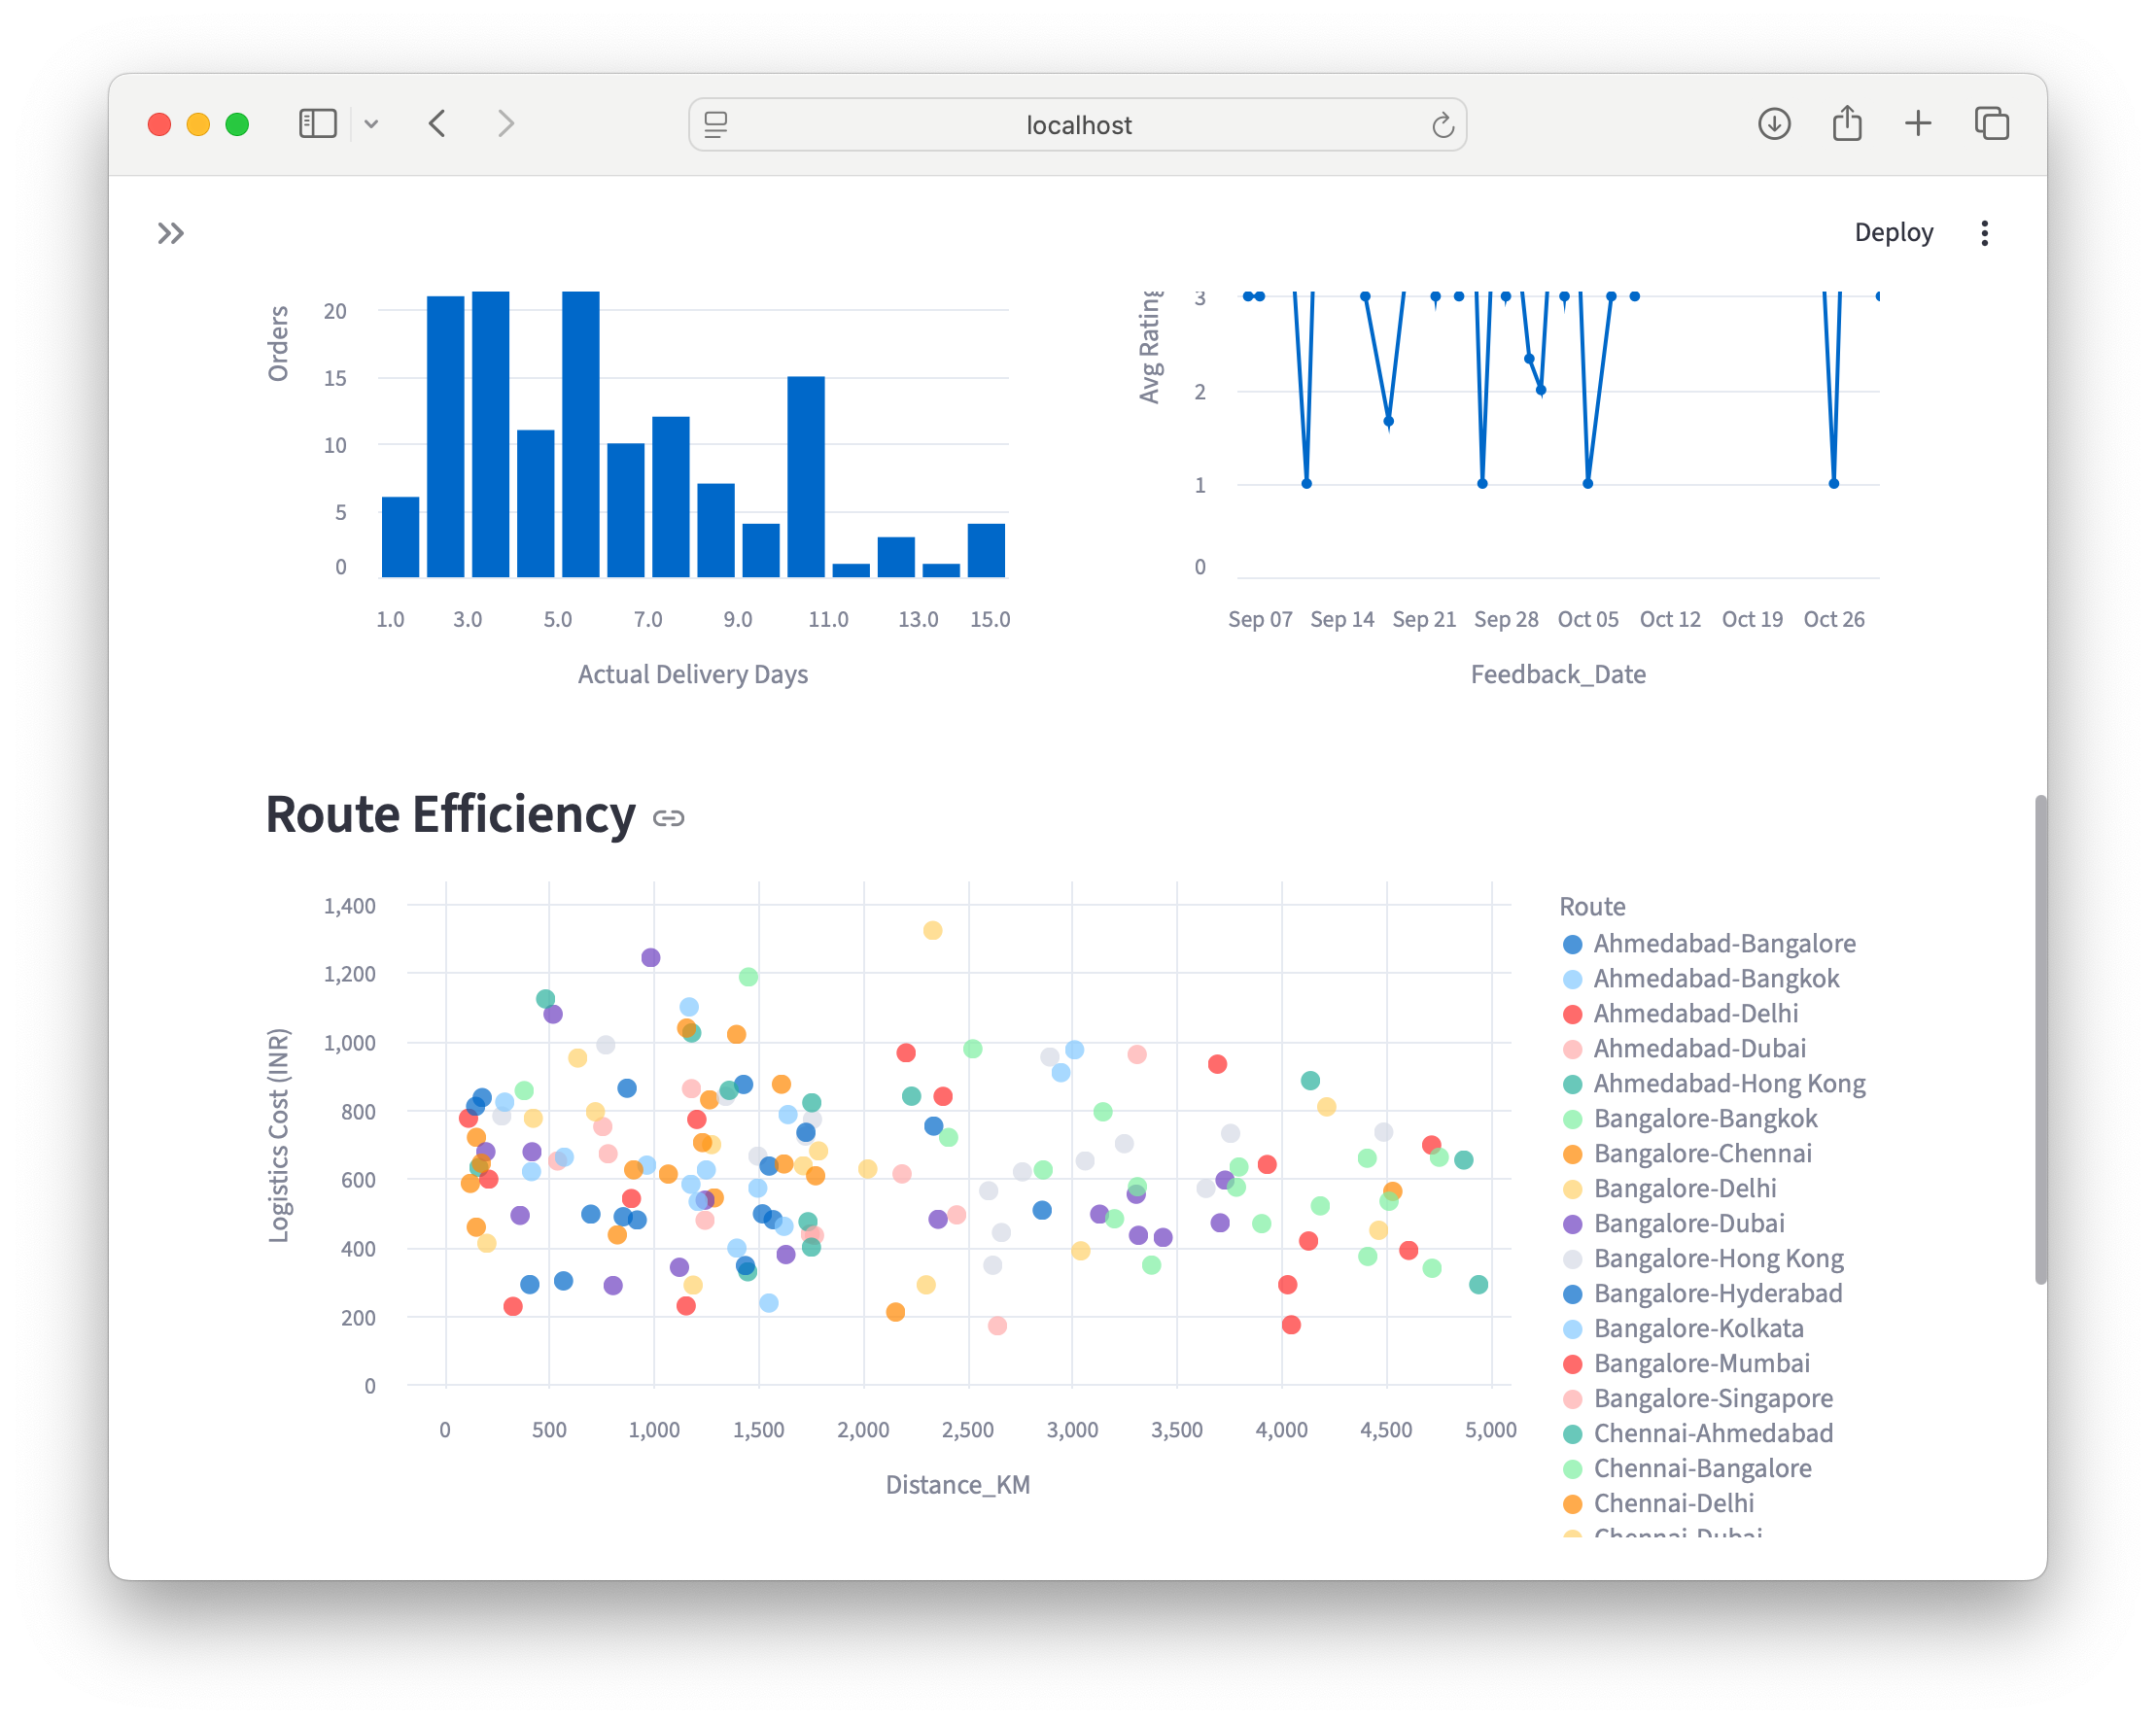 localhost
Deploy
Orders
20
15
10
5
0
1.0 3.0 5.0 7.0 9.0 11.0 13.0 15.0
Actual Delivery Days
Avg Rating
3
2
1
0
Sep 07 Sep 14 Sep 21 Sep 28 Oct 05 Oct 12 Oct 19 Oct 26
Feedback_Date
Route Efficiency
Logistics Cost (INR)
1,400
1,200
1,000
800
600
400
200
0
0 500 1,000 1,500 2,000 2,500 3,000 3,500 4,000 4,500 5,000
Distance_KM
Route
Ahmedabad-Bangalore
Ahmedabad-Bangkok
Ahmedabad-Delhi
Ahmedabad-Dubai
Ahmedabad-Hong Kong
Bangalore-Bangkok
Bangalore-Chennai
Bangalore-Delhi
Bangalore-Dubai
Bangalore-Hong Kong
Bangalore-Hyderabad
Bangalore-Kolkata
Bangalore-Mumbai
Bangalore-Singapore
Chennai-Ahmedabad
Chennai-Bangalore
Chennai-Delhi
Chennai-Dubai